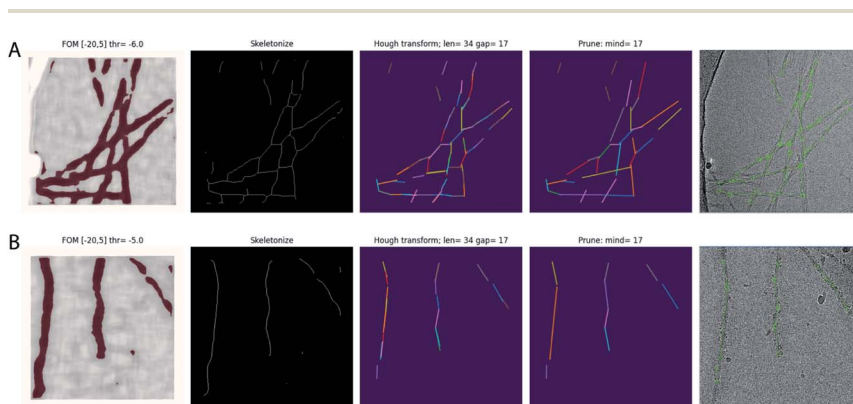 A
FOM [-20,5] thr= -6.0
Skeletonize
Hough transform; len= 34 gap= 17
Prune: mind= 17
B
FOM [-20,5] thr= -5.0
Skeletonize
Hough transform; len= 34 gap= 17
Prune: mind= 17